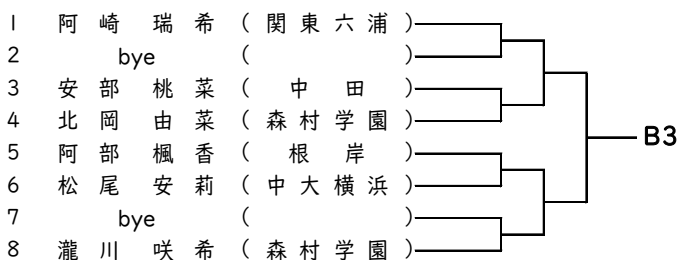 1 阿崎 瑞希 (関東六浦)
2 bye ( )
3 安部 桃菜 (中田)
4 北岡 由菜 (森村学園)
B3
5 阿部 楓香 (根岸)
6 松尾 安莉 (中大横浜)
7 bye ( )
8 瀧川 咲希 (森村学園)